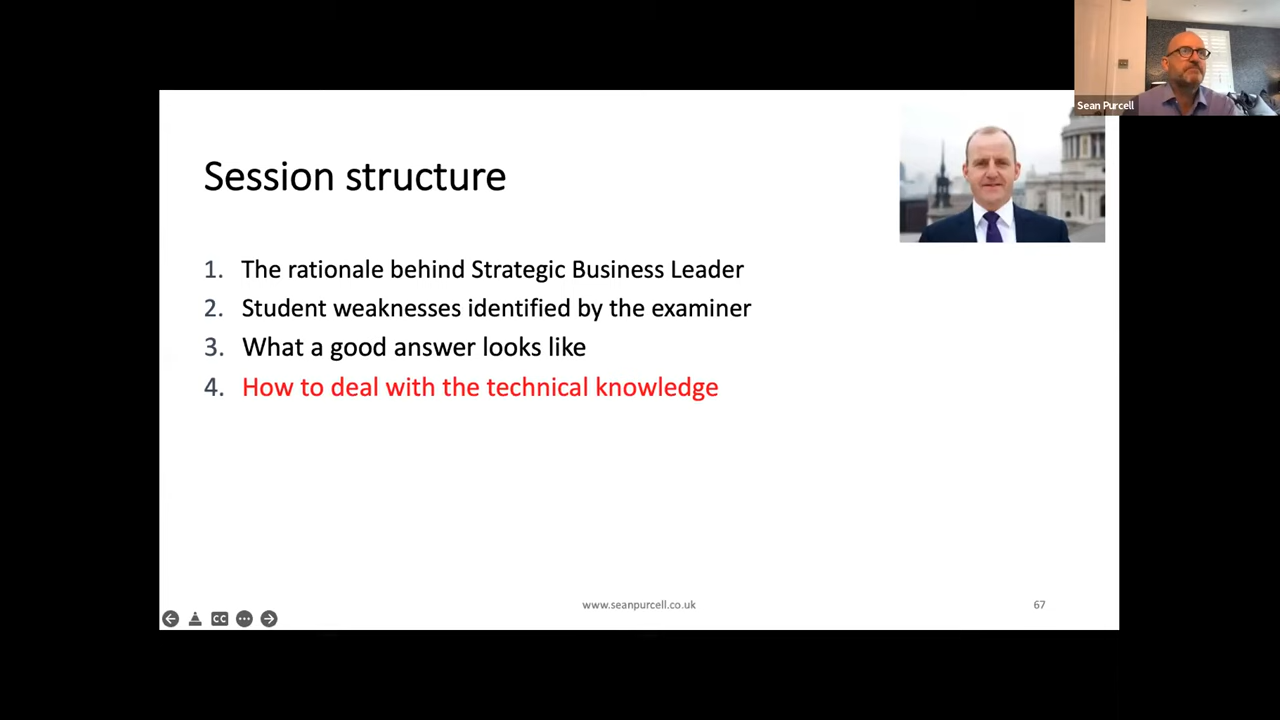 Sean Purcell
Session structure
1. The rationale behind Strategic Business Leader
2. Student weaknesses identified by the examiner
3. What a good answer looks like
4. How to deal with the technical knowledge
CC
www.seanpurcell.co.uk
67